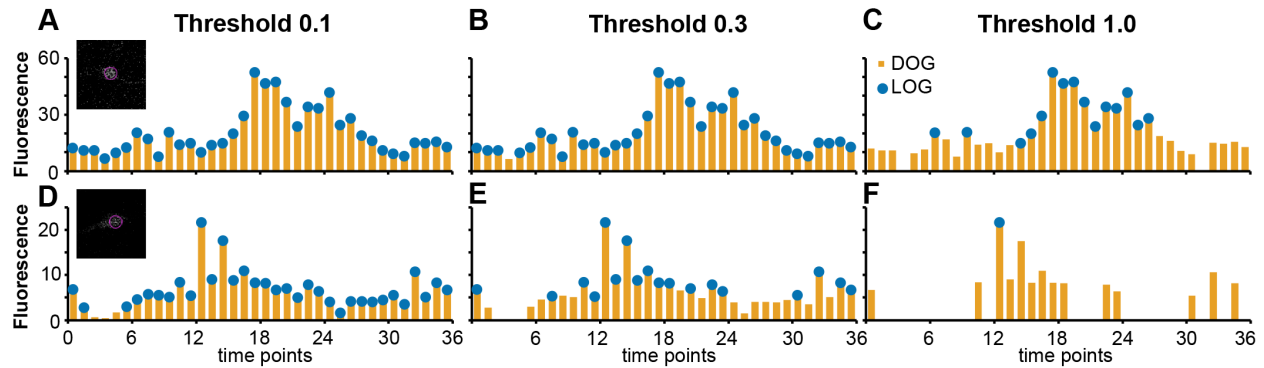 A Threshold 0.1 B Threshold 0.3 C Threshold 1.0
Fluorescence
60
30
0
DOG
LOG
D E F
Fluorescence
20
10
0
0 6 12 18 24 30 36 6 12 18 24 30 36 6 12 18 24 30 36
time points time points time points